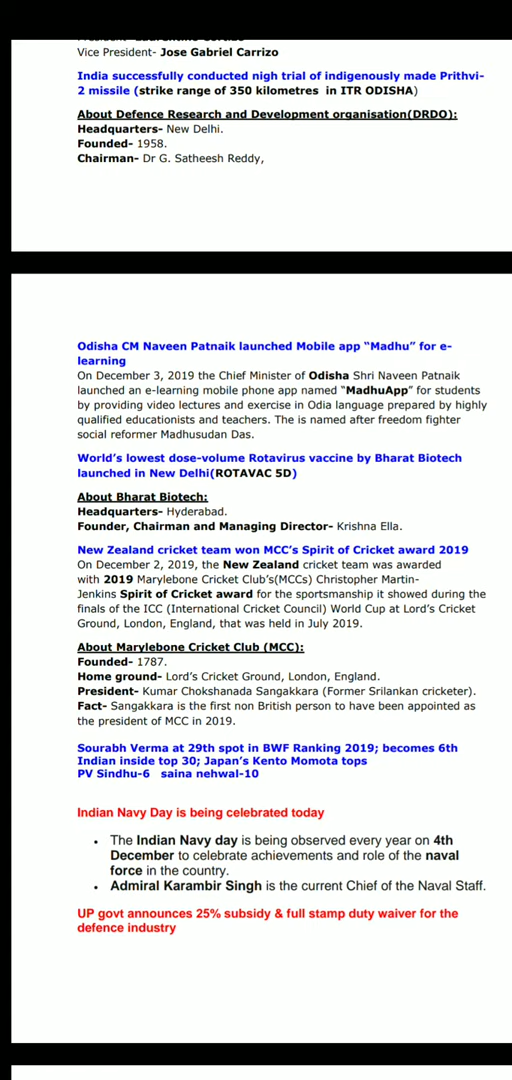 Vice President- Jose Gabriel Carrizo
India successfully conducted nigh trial of indigenously made Prithvi-
2 missile (strike range of 350 kilometres  in ITR ODISHA)
About Defence Research and Development organisation(DRDO):
Headquarters- New Delhi.
Founded- 1958.
Chairman- Dr G. Satheesh Reddy,
Odisha CM Naveen Patnaik launched Mobile app “Madhu” for e-
learning
On December 3, 2019 the Chief Minister of Odisha Shri Naveen Patnaik
launched an e-learning mobile phone app named “MadhuApp” for students
by providing video lectures and exercise in Odia language prepared by highly
qualified educationists and teachers. The is named after freedom fighter
social reformer Madhusudan Das.
World’s lowest dose-volume Rotavirus vaccine by Bharat Biotech
launched in New Delhi(ROTAVAC 5D)
About Bharat Biotech:
Headquarters- Hyderabad.
Founder, Chairman and Managing Director- Krishna Ella.
New Zealand cricket team won MCC’s Spirit of Cricket award 2019
On December 2, 2019, the New Zealand cricket team was awarded
with 2019 Marylebone Cricket Club’s(MCCs) Christopher Martin-
Jenkins Spirit of Cricket award for the sportsmanship it showed during the
finals of the ICC (International Cricket Council) World Cup at Lord’s Cricket
Ground, London, England, that was held in July 2019.
About Marylebone Cricket Club (MCC):
Founded- 1787.
Home ground- Lord’s Cricket Ground, London, England.
President- Kumar Chokshanada Sangakkara (Former Srilankan cricketer).
Fact- Sangakkara is the first non British person to have been appointed as
the president of MCC in 2019.
Sourabh Verma at 29th spot in BWF Ranking 2019; becomes 6th
Indian inside top 30; Japan’s Kento Momota tops
PV Sindhu-6   saina nehwal-10
Indian Navy Day is being celebrated today
• The Indian Navy day is being observed every year on 4th
December to celebrate achievements and role of the naval
force in the country.
• Admiral Karambir Singh is the current Chief of the Naval Staff.
UP govt announces 25% subsidy & full stamp duty waiver for the
defence industry